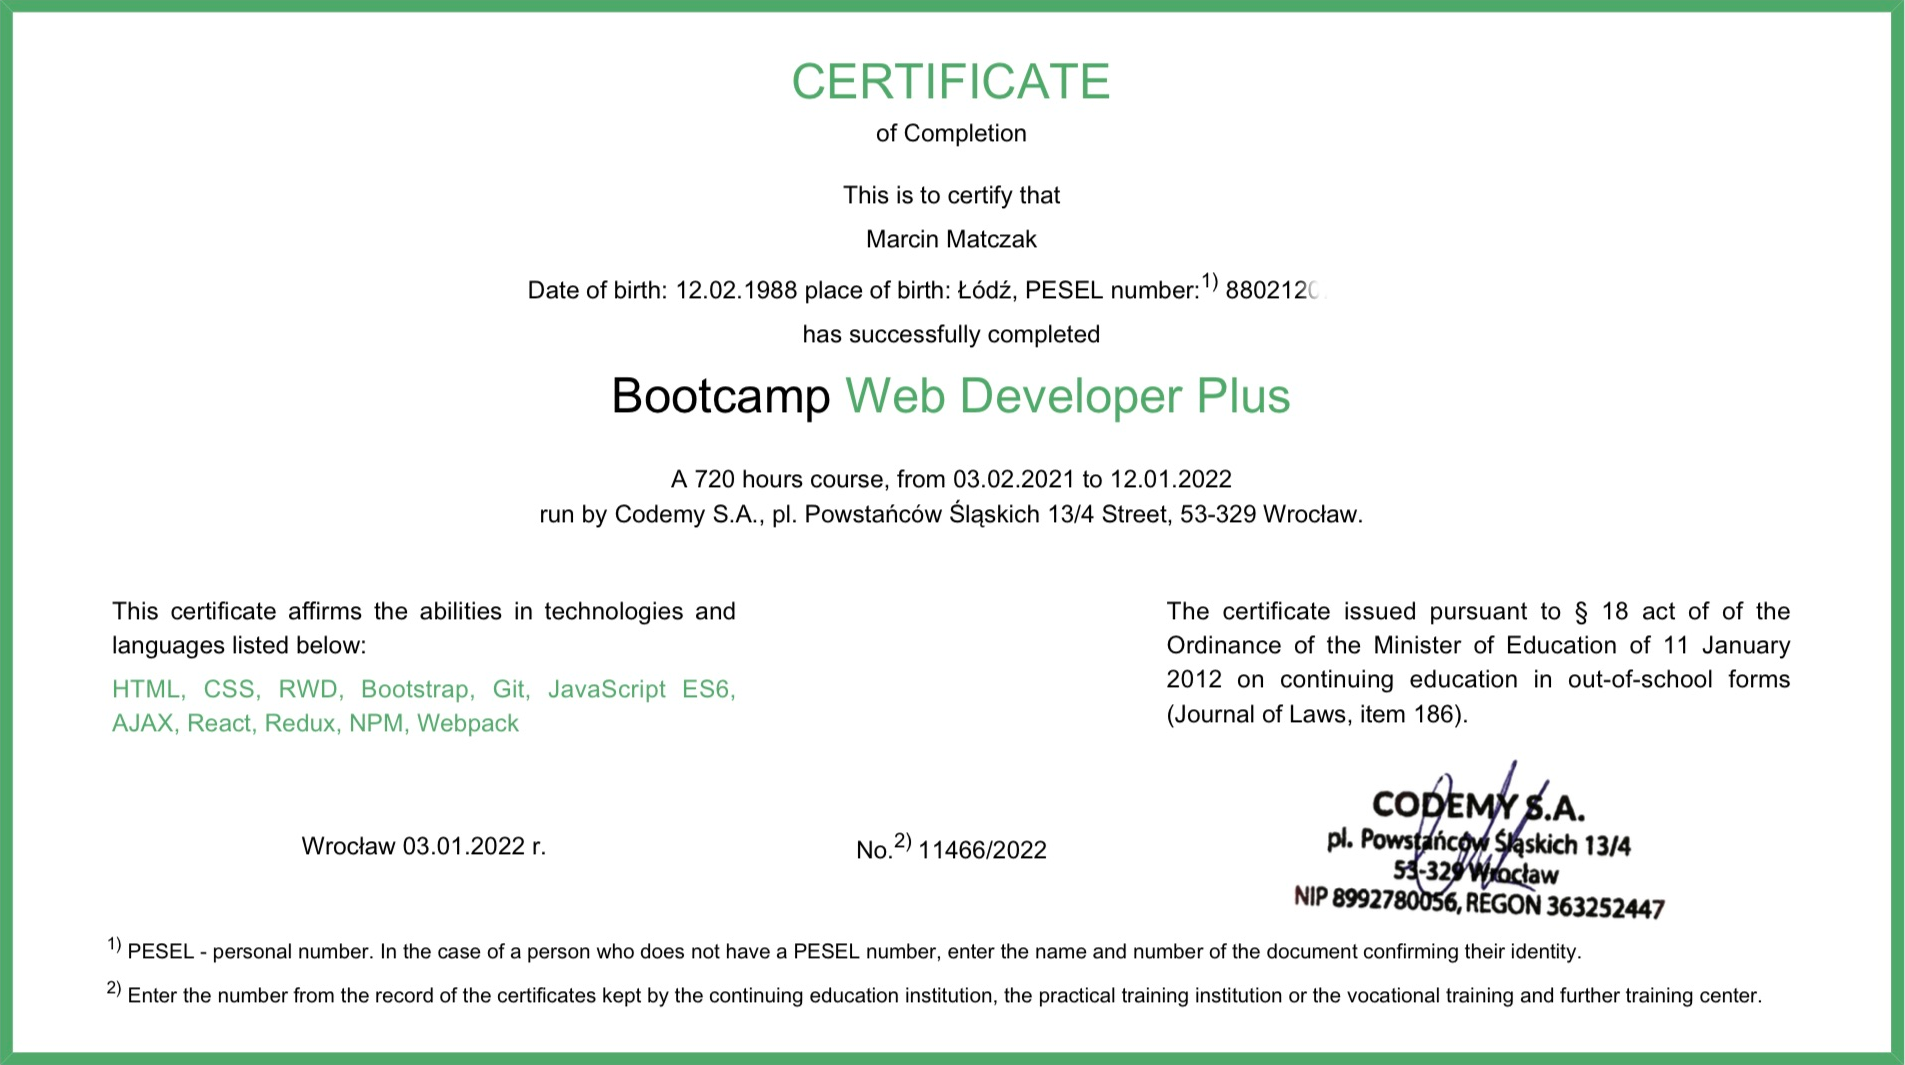 CERTIFICATE
of Completion
This is to certify that
Marcin Matczak
Date of birth: 12.02.1988 place of birth: Łódź, PESEL number:1) 8802120
has successfully completed
Bootcamp Web Developer Plus
A 720 hours course, from 03.02.2021 to 12.01.2022
run by Codemy S.A., pl. Powstańców Śląskich 13/4 Street, 53-329 Wrocław.
This certificate affirms the abilities in technologies and
languages listed below:
HTML, CSS, RWD, Bootstrap, Git, JavaScript ES6,
AJAX, React, Redux, NPM, Webpack
The certificate issued pursuant to § 18 act of of the
Ordinance of the Minister of Education of 11 January
2012 on continuing education in out-of-school forms
(Journal of Laws, item 186).
Wrocław 03.01.2022 r.
No.2) 11466/2022
CODEMY S.A.
pl. Powstańców Śląskich 13/4
53-329 Wrocław
NIP 8992780056, REGON 363252447
1) PESEL - personal number. In the case of a person who does not have a PESEL number, enter the name and number of the document confirming their identity.
2) Enter the number from the record of the certificates kept by the continuing education institution, the practical training institution or the vocational training and further training center.